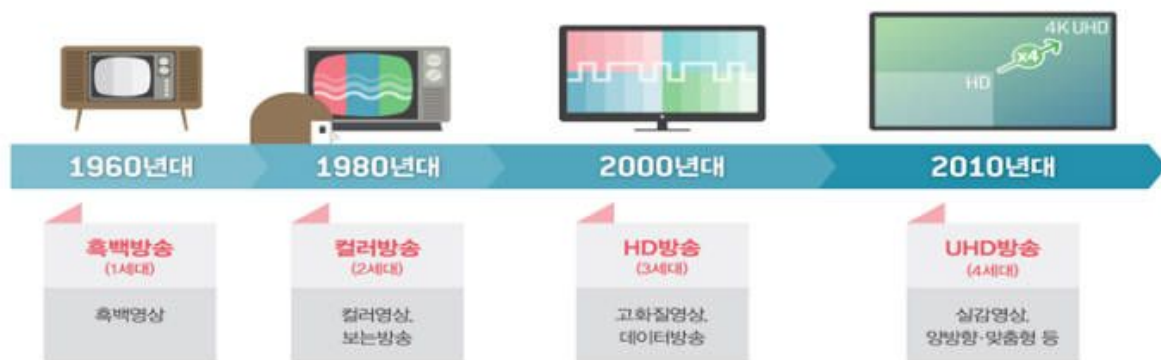 4K UHD
x4
HD
1960년대
1980년대
2000년대
2010년대
흑백방송
(1세대)
흑백영상
컬러방송
(2세대)
컬러영상,
보는방송
HD방송
(3세대)
고화질영상,
데이터방송
UHD방송
(4세대)
실감영상,
양방향·맞춤형 등